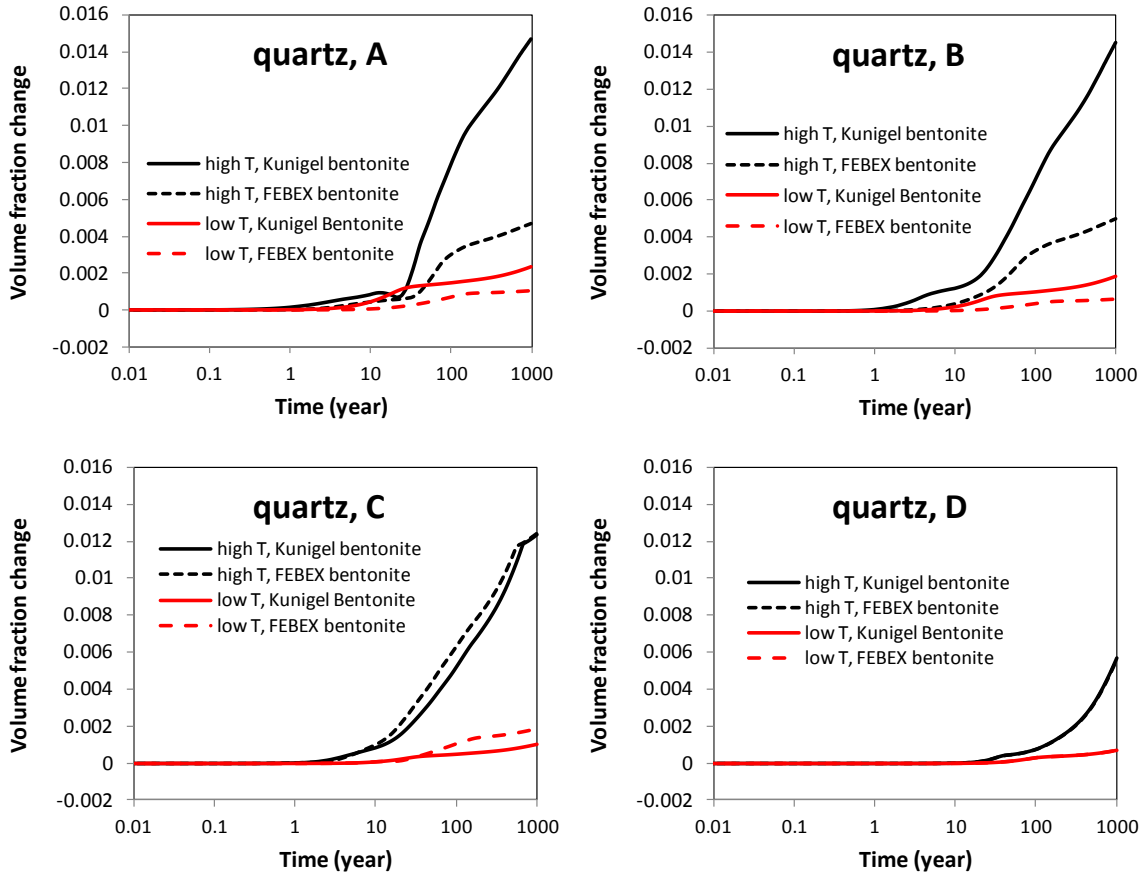 quartz, A
Volume fraction change
0.016
0.014
0.012
0.01
0.008
0.006
0.004
0.002
0
-0.002
high T, Kunigel bentonite
high T, FEBEX bentonite
low T, Kunigel Bentonite
low T, FEBEX bentonite
0.01 0.1 1 10 100 1000
Time (year)
quartz, B
Volume fraction change
0.016
0.014
0.012
0.01
0.008
0.006
0.004
0.002
0
-0.002
high T, Kunigel bentonite
high T, FEBEX bentonite
low T, Kunigel Bentonite
low T, FEBEX bentonite
0.01 0.1 1 10 100 1000
Time (year)
quartz, C
Volume fraction change
0.016
0.014
0.012
0.01
0.008
0.006
0.004
0.002
0
-0.002
high T, Kunigel bentonite
high T, FEBEX bentonite
low T, Kunigel Bentonite
low T, FEBEX bentonite
0.01 0.1 1 10 100 1000
Time (year)
quartz, D
Volume fraction change
0.016
0.014
0.012
0.01
0.008
0.006
0.004
0.002
0
-0.002
high T, Kunigel bentonite
high T, FEBEX bentonite
low T, Kunigel Bentonite
low T, FEBEX bentonite
0.01 0.1 1 10 100 1000
Time (year)